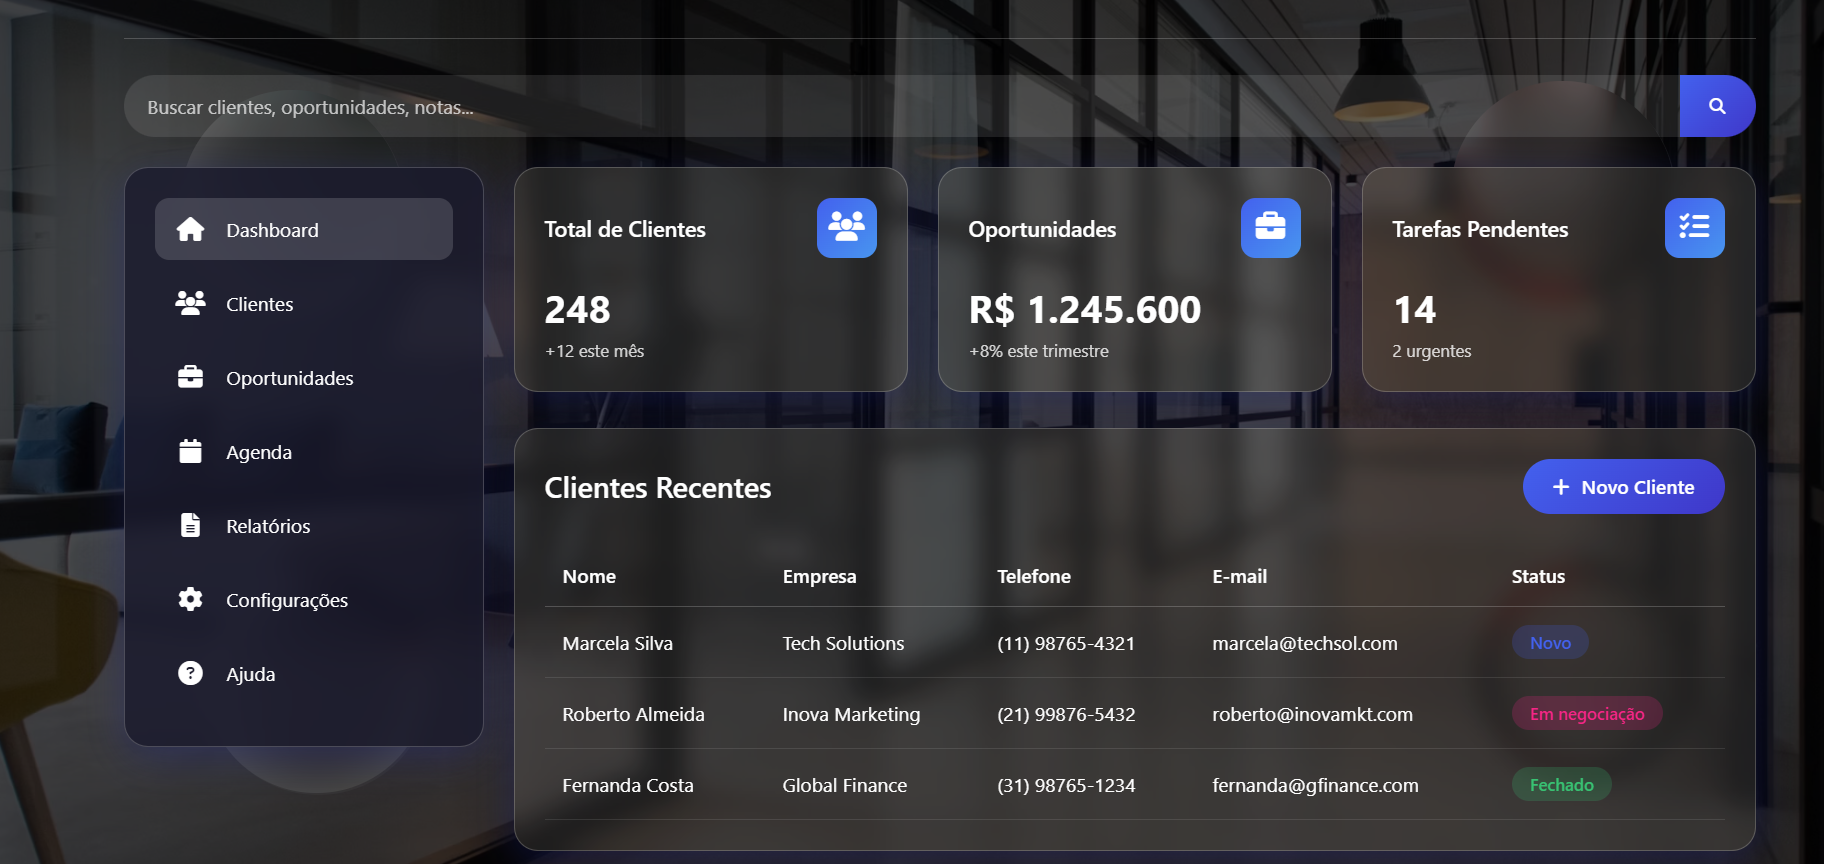 Buscar clientes, oportunidades, notas...
Dashboard
Clientes
Oportunidades
Agenda
Relatórios
Configurações
Ajuda
Total de Clientes
248
+12 este mês
Oportunidades
R$ 1.245.600
+8% este trimestre
Tarefas Pendentes
14
2 urgentes
Clientes Recentes
+ Novo Cliente
Nome Empresa Telefone E-mail Status
Marcela Silva Tech Solutions (11) 98765-4321 marcela@techsol.com Novo
Roberto Almeida Inova Marketing (21) 99876-5432 roberto@inovamkt.com Em negociação
Fernanda Costa Global Finance (31) 98765-1234 fernanda@gfinance.com Fechado